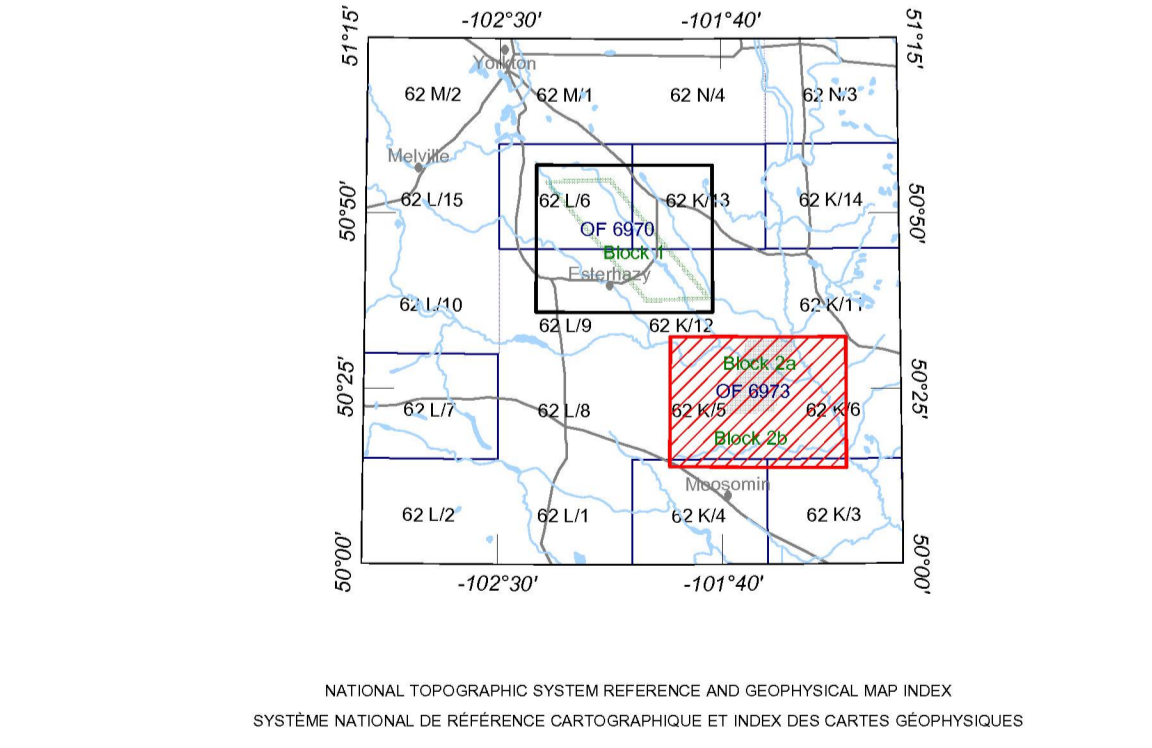 -102°30' -101°40'
51°15' 51°15'
Yorkton
62 M/2 62 M/1 62 N/4 62 N/3
Melville
62 L/15 62 L/6 62 K/13 62 K/14
50°50' 50°50'
OF 6970
Block 1
Esterhazy
62 L/10 62 K/11
62 L/9 62 K/12
Block 2a
50°25' 50°25'
OF 6973
62 L/7 62 L/8 62 K/5 62 K/6
Block 2b
Moosomin
62 L/2 62 L/1 62 K/4 62 K/3
50°00' 50°00'
-102°30' -101°40'
NATIONAL TOPOGRAPHIC SYSTEM REFERENCE AND GEOPHYSICAL MAP INDEX
SYSTÈME NATIONAL DE RÉFÉRENCE CARTOGRAPHIQUE ET INDEX DES CARTES GÉOPHYSIQUES